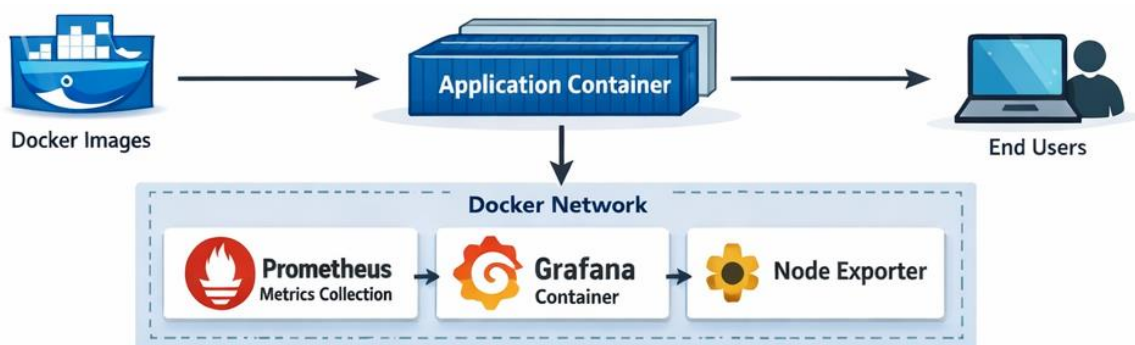 Docker Images
Application Container
End Users
Docker Network
Prometheus
Metrics Collection
Grafana
Container
Node Exporter